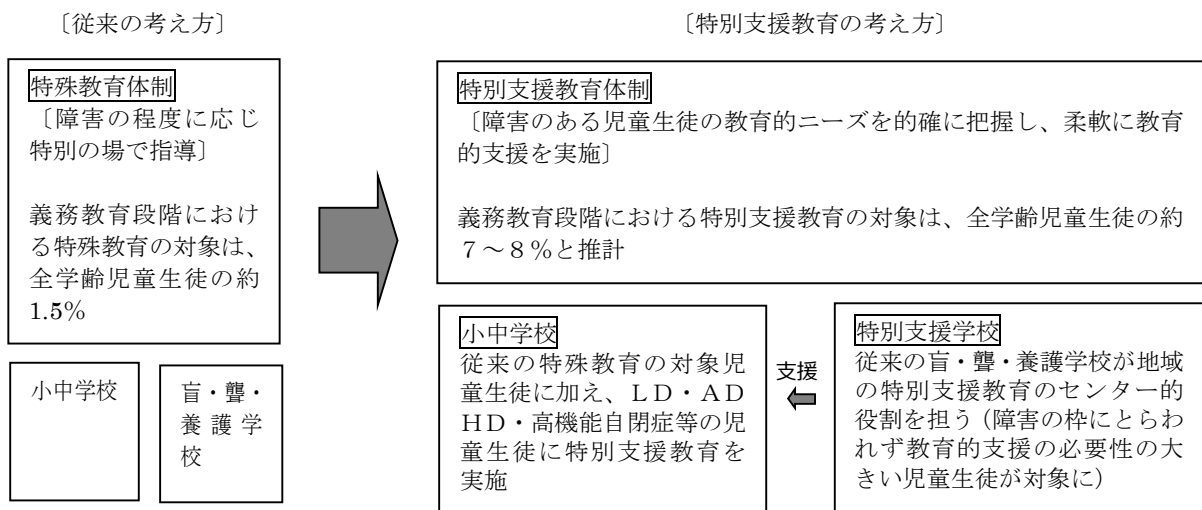 〔従来の考え方〕
〔特別支援教育の考え方〕
特殊教育体制
〔障害の程度に応じ
特別の場で指導〕
義務教育段階におけ
る特殊教育の対象は、
全学齢児童生徒の約
1.5％
小中学校
盲・聾・
養護学
校
特別支援教育体制
〔障害のある児童生徒の教育的ニーズを的確に把握し、柔軟に教育
的支援を実施〕
義務教育段階における特別支援教育の対象は、全学齢児童生徒の約
７～８％と推計
小中学校
従来の特殊教育の対象児
童生徒に加え、ＬＤ・ＡＤ
ＨＤ・高機能自閉症等の児
童生徒に特別支援教育を
実施
支援
特別支援学校
従来の盲・聾・養護学校が地域
の特別支援教育のセンター的
役割を担う（障害の枠にとらわ
れず教育的支援の必要性の大
きい児童生徒が対象に）